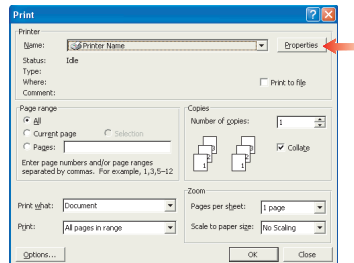 Print
Printer
Name: Printer Name Properties
Status: Idle
Type:
Where:
Comment:
Print to file
Page range
All
Current page Selection
Pages:
Enter page numbers and/or page ranges
separated by commas. For example, 1,3,5–12
Copies
Number of copies: 1
Collate
Print what: Document
Print: All pages in range
Zoom
Pages per sheet: 1 page
Scale to paper size: No Scaling
Options... OK Close